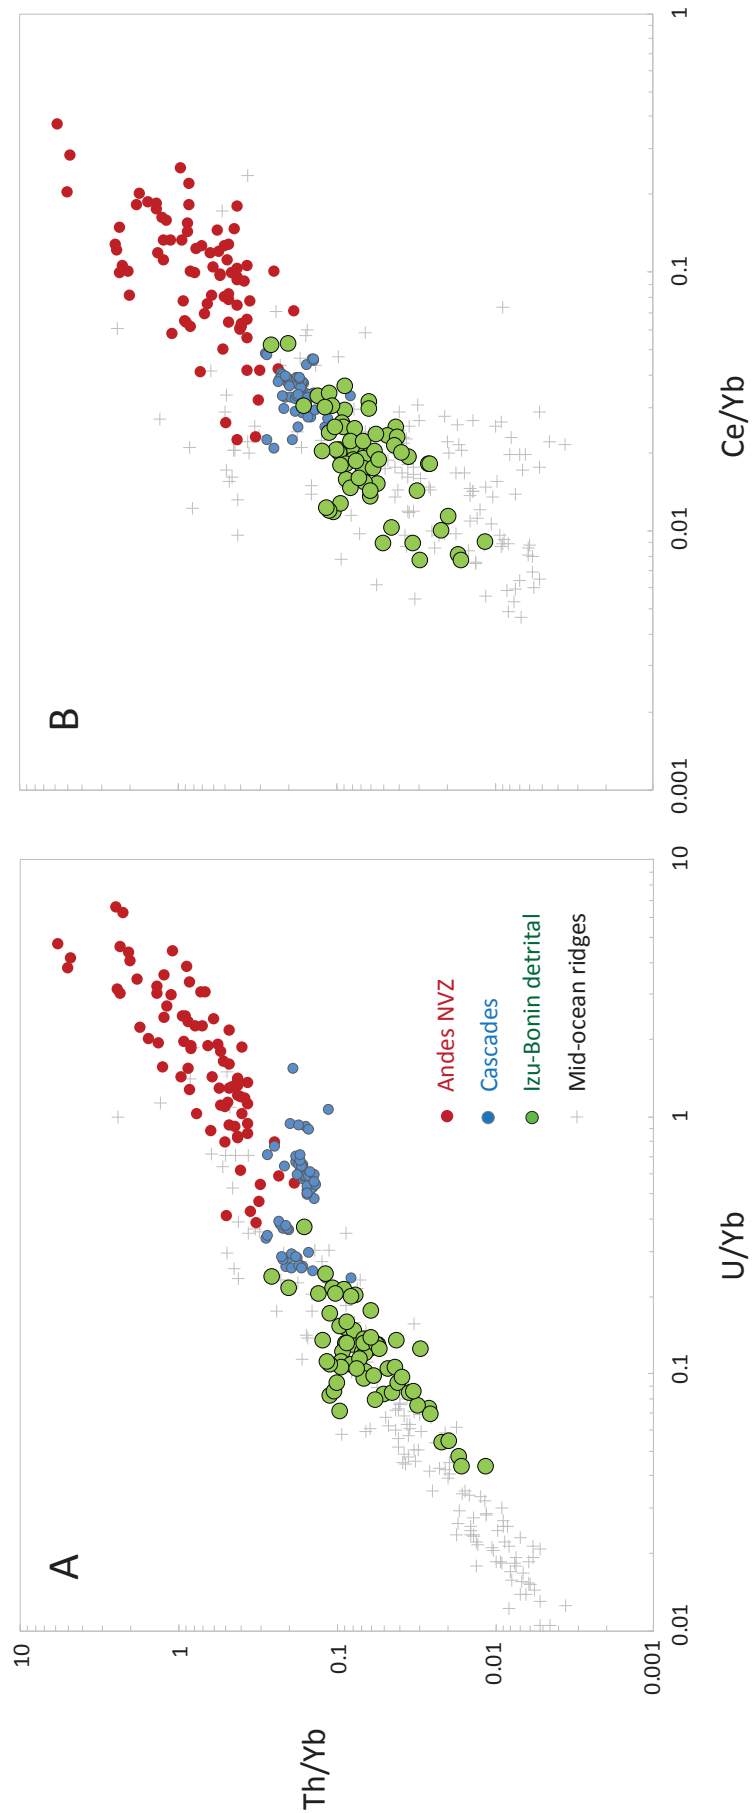 A
B
10
1
0.1
0.01
0.001
Th/Yb
0.01
0.1
1
10
U/Yb
Andes NVZ
Cascades
Izu-Bonin detrital
Mid-ocean ridges
0.001
0.01
0.1
1
Ce/Yb